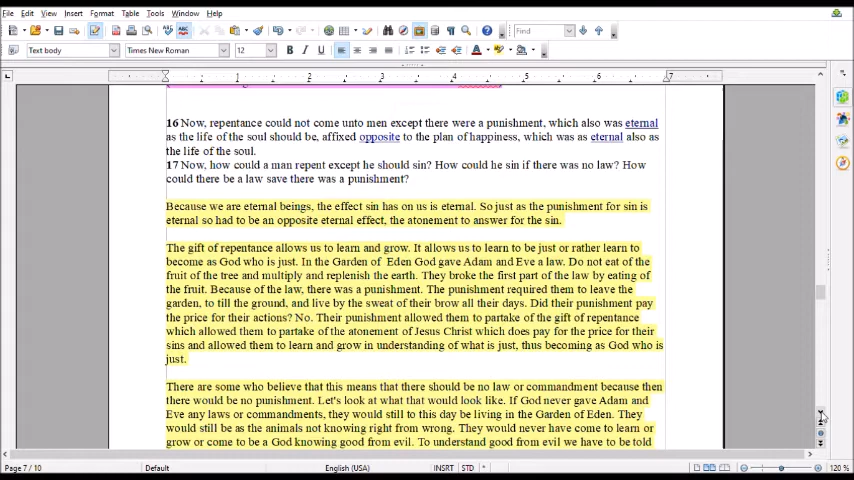 File Edit View Insert Format Table Tools Window Help
Find
Text body Times New Roman 12
1 2 3 4 5 6 7
16 Now, repentance could not come unto men except there were a punishment, which also was eternal
as the life of the soul should be, affixed opposite to the plan of happiness, which was as eternal also as
the life of the soul.
17 Now, how could a man repent except he should sin? How could he sin if there was no law? How
could there be a law save there was a punishment?
Because we are eternal beings, the effect sin has on us is eternal. So just as the punishment for sin is
eternal so had to be an opposite eternal effect, the atonement to answer for the sin.
The gift of repentance allows us to learn and grow. It allows us to learn to be just or rather learn to
become as God who is just. In the Garden of Eden God gave Adam and Eve a law. Do not eat of the
fruit of the tree and multiply and replenish the earth. They broke the first part of the law by eating of
the fruit. Because of the law, there was a punishment. The punishment required them to leave the
garden, to till the ground, and live by the sweat of their brow all their days. Did their punishment pay
the price for their actions? No. Their punishment allowed them to partake of the gift of repentance
which allowed them to partake of the atonement of Jesus Christ which does pay for the price for their
sins and allowed them to learn and grow in understanding of what is just, thus becoming as God who is
just.
There are some who believe that this means that there should be no law or commandment because then
there would be no punishment. Let's look at what that would look like. If God never gave Adam and
Eve any laws or commandments, they would still to this day be living in the Garden of Eden. They
would still be as the animals not knowing right from wrong. They would never have come to learn or
grow or come to be a God knowing good from evil. To understand good from evil we have to be told
Page 7 / 10 Default English (USA) INSRT STD * 120 %